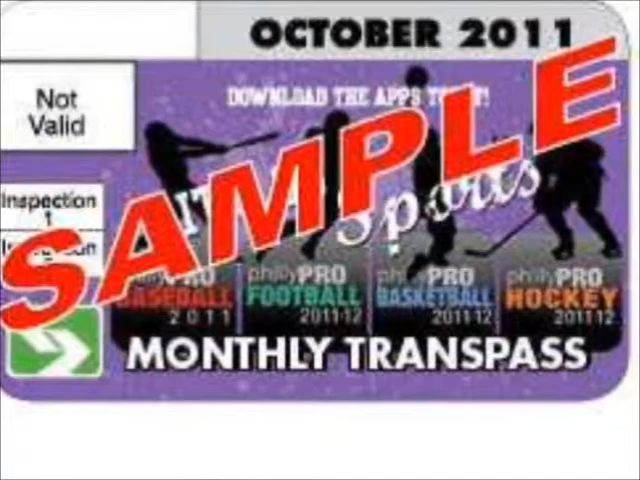 OCTOBER 2011
Not
Valid
DOWNLOAD THE APPS
SAMPLE
Sports
Inspection
1
phillyPRO
BASEBALL
2011
phillyPRO
FOOTBALL
2011-12
PRO
BASKETBALL
2011-12
phillyPRO
HOCKEY
2011-12
MONTHLY TRANSPASS